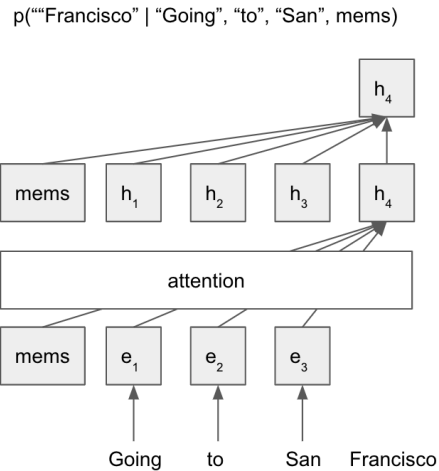 p(““Francisco” | “Going”, “to”, “San”, mems)
h₄
mems h₁ h₂ h₃ h₄
attention
mems e₁ e₂ e₃
Going to San Francisco